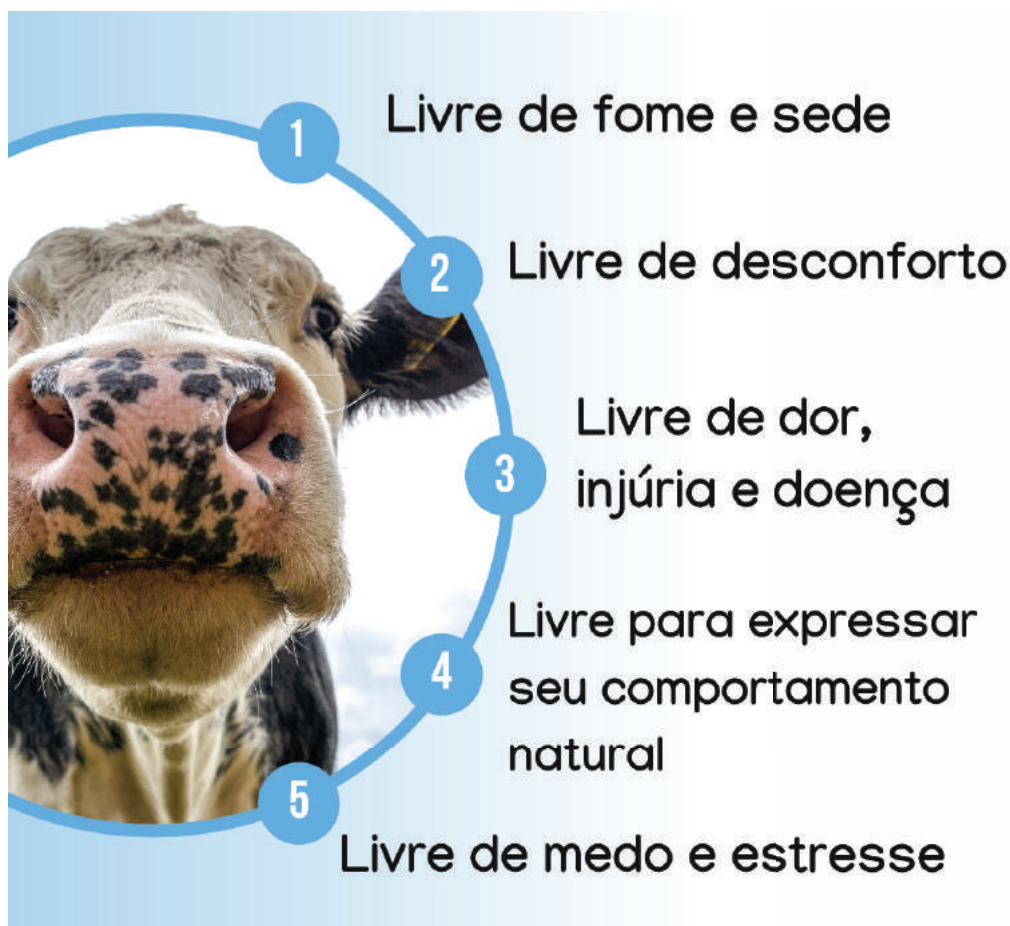 1
Livre de fome e sede
2
Livre de desconforto
3
Livre de dor,
injúria e doença
4
Livre para expressar
seu comportamento
natural
5
Livre de medo e estresse